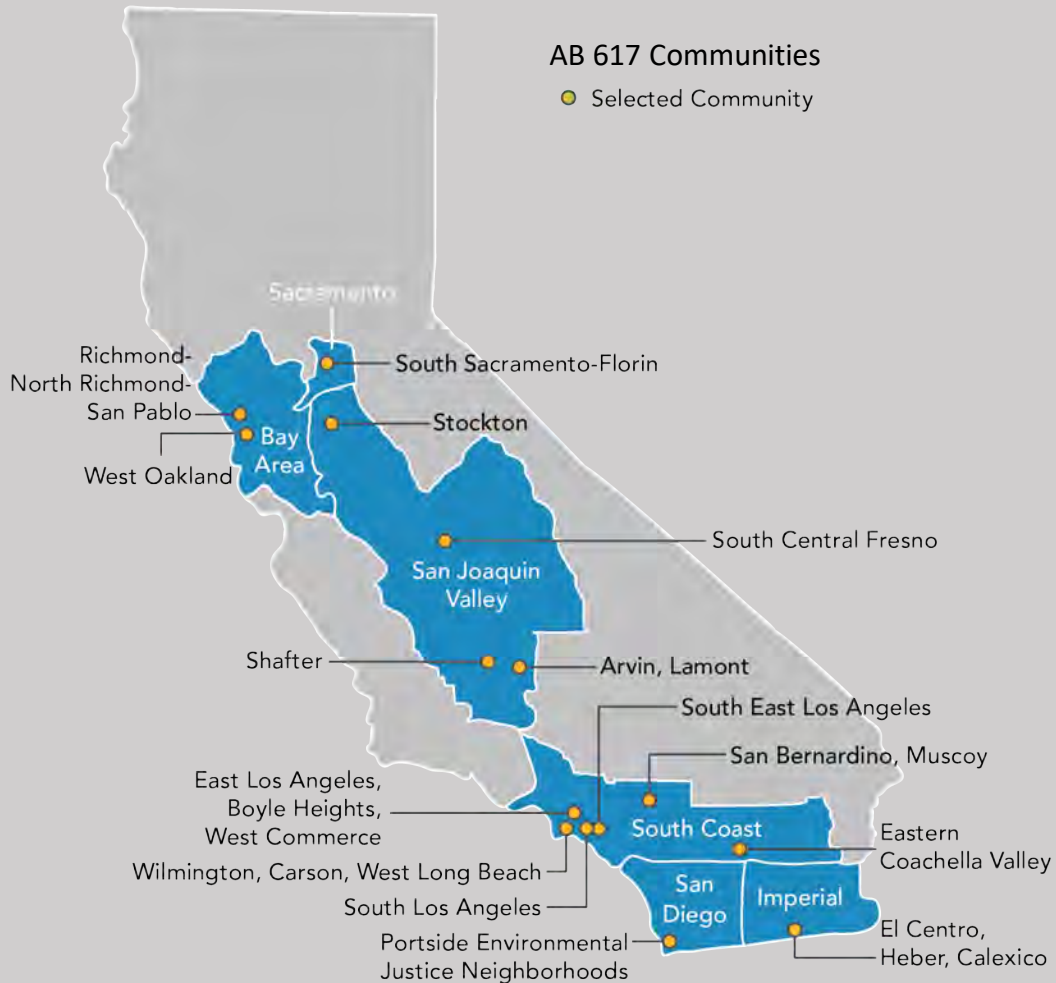 AB 617 Communities
Selected Community
Sacramento
Richmond-
North Richmond-
San Pablo
South Sacramento-Florin
Stockton
Bay
Area
West Oakland
South Central Fresno
San Joaquin
Valley
Shafter
Arvin, Lamont
South East Los Angeles
San Bernardino, Muscoy
East Los Angeles,
Boyle Heights,
West Commerce
South Coast
Eastern
Coachella Valley
Wilmington, Carson, West Long Beach
South Los Angeles
San
Diego
Imperial
Portside Environmental
Justice Neighborhoods
El Centro,
Heber, Calexico